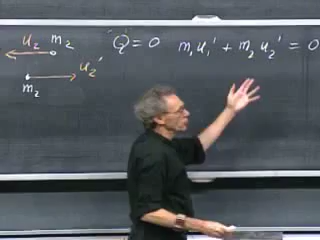 u₂ m₂
Q = 0 m₁u₁' + m₂u₂' = 0
u₂'
m₂